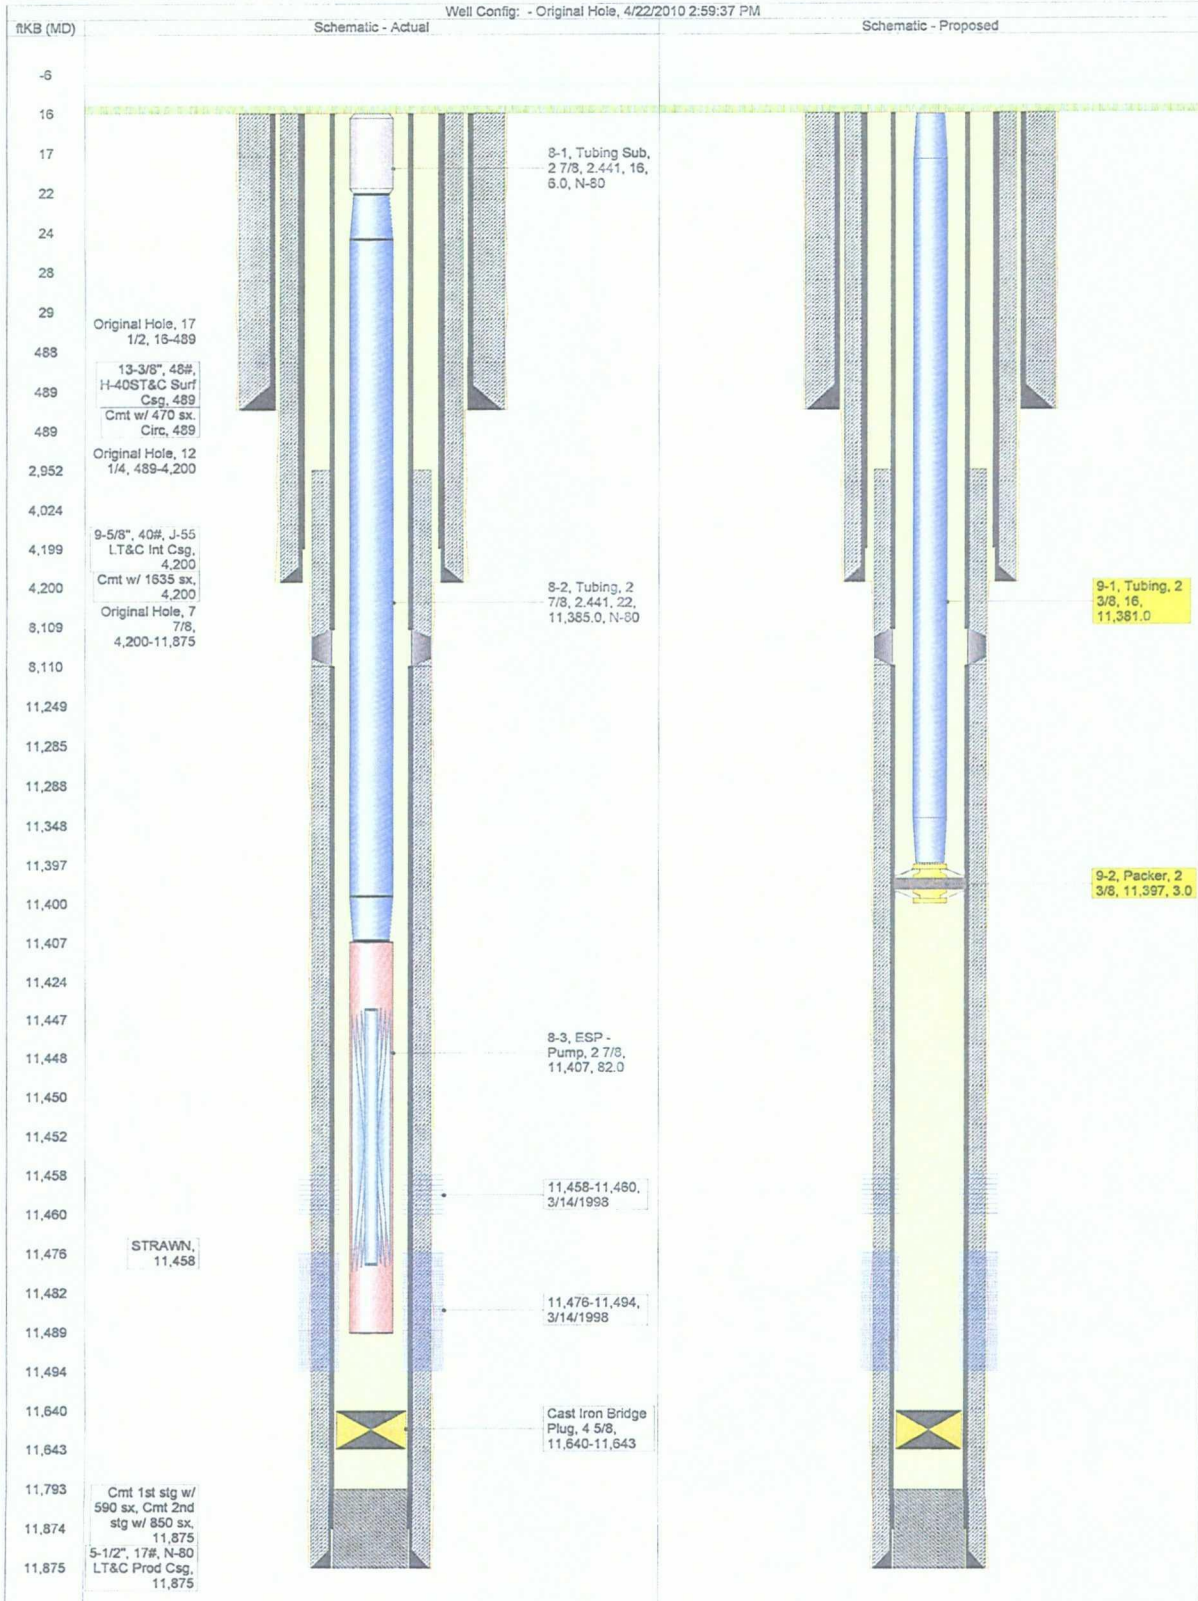 Well Config: - Original Hole, 4/22/2010 2:59:37 PM
ftKB (MD)
Schematic - Actual
Schematic - Proposed
-6
16
17
22
24
28
29
488
489
489
2,952
4,024
4,199
4,200
8,109
8,110
11,249
11,285
11,288
11,348
11,397
11,400
11,407
11,424
11,447
11,448
11,450
11,452
11,458
11,460
11,476
11,482
11,489
11,494
11,640
11,643
11,793
11,874
11,875
Original Hole, 17
1/2, 16-489
13-3/8", 48#,
H-40ST&C Surf
Csg, 489
Cmt w/ 470 sx.
Circ, 489
Original Hole, 12
1/4, 489-4,200
9-5/8", 40#, J-55
LT&C Int Csg,
4,200
Cmt w/ 1635 sx,
4,200
Original Hole, 7
7/8,
4,200-11,875
STRAWN,
11,458
Cmt 1st stg w/
590 sx, Cmt 2nd
stg w/ 850 sx,
11,875
5-1/2", 17#, N-80
LT&C Prod Csg,
11,875
8-1, Tubing Sub,
2 7/8, 2.441, 16,
6.0, N-80
8-2, Tubing, 2
7/8, 2.441, 22,
11,385.0, N-80
8-3, ESP -
Pump, 2 7/8,
11,407, 82.0
11,458-11,460,
3/14/1998
11,476-11,494,
3/14/1998
Cast Iron Bridge
Plug, 4 5/8,
11,640-11,643
9-1, Tubing, 2
3/8, 16,
11,381.0
9-2, Packer, 2
3/8, 11,397, 3.0